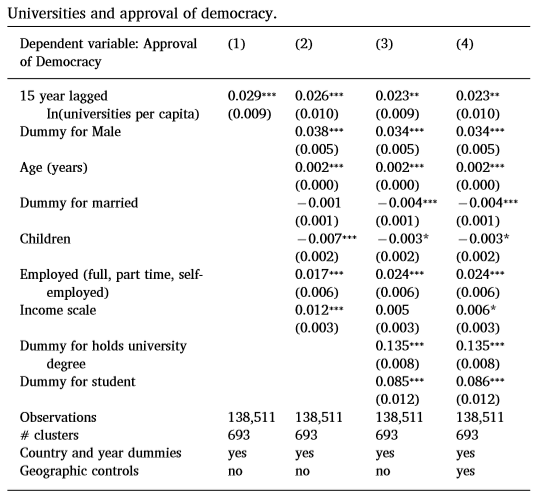 Universities and approval of democracy.
Dependent variable: Approval (1) (2) (3) (4)
of Democracy
15 year lagged 0.029*** 0.026*** 0.023** 0.023**
ln(universities per capita) (0.009) (0.010) (0.009) (0.010)
Dummy for Male 0.038*** 0.034*** 0.034***
(0.005) (0.005) (0.005)
Age (years) 0.002*** 0.002*** 0.002***
(0.000) (0.000) (0.000)
Dummy for married −0.001 −0.004*** −0.004***
(0.001) (0.001) (0.001)
Children −0.007*** −0.003* −0.003*
(0.002) (0.002) (0.002)
Employed (full, part time, self- 0.017*** 0.024*** 0.024***
employed) (0.006) (0.006) (0.006)
Income scale 0.012*** 0.005 0.006*
(0.003) (0.003) (0.003)
Dummy for holds university 0.135*** 0.135***
degree (0.008) (0.008)
Dummy for student 0.085*** 0.086***
(0.012) (0.012)
Observations 138,511 138,511 138,511 138,511
# clusters 693 693 693 693
Country and year dummies yes yes yes yes
Geographic controls no no no yes